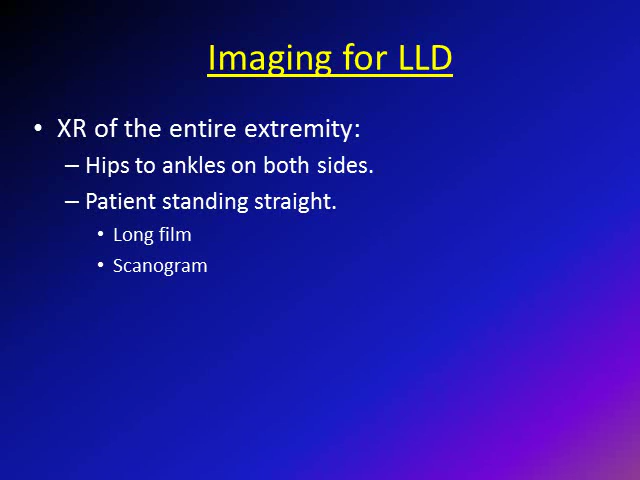 Imaging for LLD
• XR of the entire extremity:
– Hips to ankles on both sides.
– Patient standing straight.
• Long film
• Scanogram